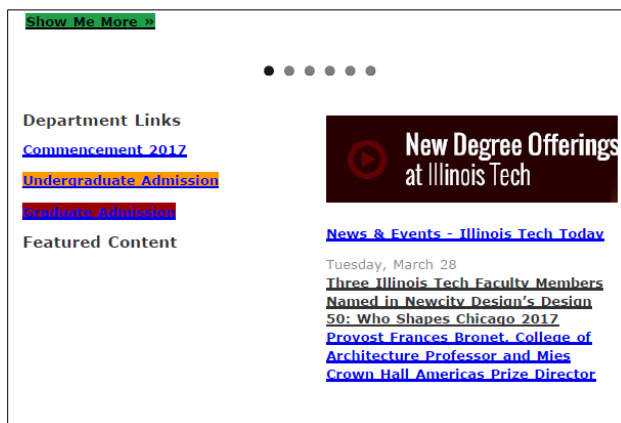 Show Me More »
Department Links
Commencement 2017
Undergraduate Admission
Graduate Admission
Featured Content
New Degree Offerings
at Illinois Tech
News & Events - Illinois Tech Today
Tuesday, March 28
Three Illinois Tech Faculty Members
Named in Newcity Design's Design
50: Who Shapes Chicago 2017
Provost Frances Bronet, College of
Architecture Professor and Mies
Crown Hall Americas Prize Director